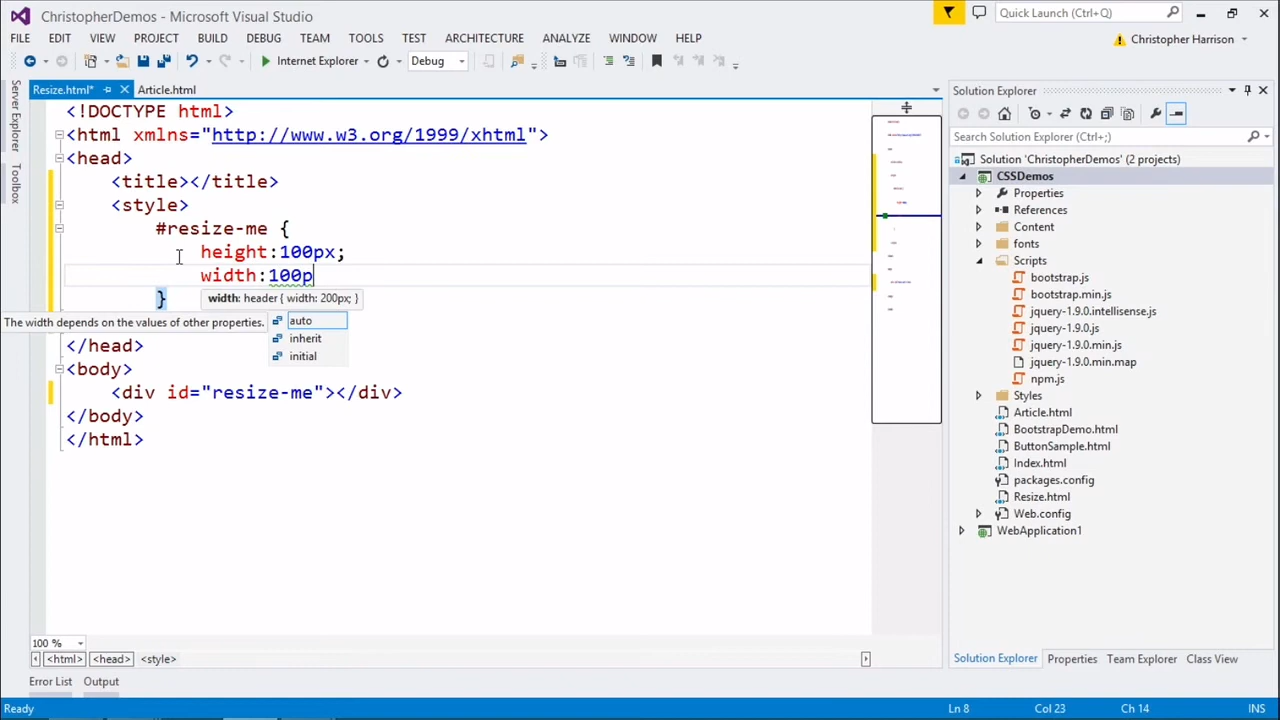 ChristopherDemos - Microsoft Visual Studio
Quick Launch (Ctrl+Q)
FILE EDIT VIEW PROJECT BUILD DEBUG TEAM TOOLS TEST ARCHITECTURE ANALYZE WINDOW HELP
Christopher Harrison
Internet Explorer
Debug
Server Explorer
Toolbox
Resize.html*
Article.html
<!DOCTYPE html>
<html xmlns="http://www.w3.org/1999/xhtml">
<head>
<title></title>
<style>
#resize-me {
height:100px;
width:100p
}
width: header { width: 200px; }
The width depends on the values of other properties.
auto
inherit
initial
</head>
<body>
<div id="resize-me"></div>
</body>
</html>
100 %
<html> <head> <style>
Error List Output
Solution Explorer
Search Solution Explorer (Ctrl+;)
Solution 'ChristopherDemos' (2 projects)
CSSDemos
Properties
References
Content
fonts
Scripts
bootstrap.js
bootstrap.min.js
jquery-1.9.0.intellisense.js
jquery-1.9.0.js
jquery-1.9.0.min.js
jquery-1.9.0.min.map
npm.js
Styles
Article.html
BootstrapDemo.html
ButtonSample.html
Index.html
packages.config
Resize.html
Web.config
WebApplication1
Solution Explorer Properties Team Explorer Class View
Ready
Ln 8 Col 23 Ch 14 INS